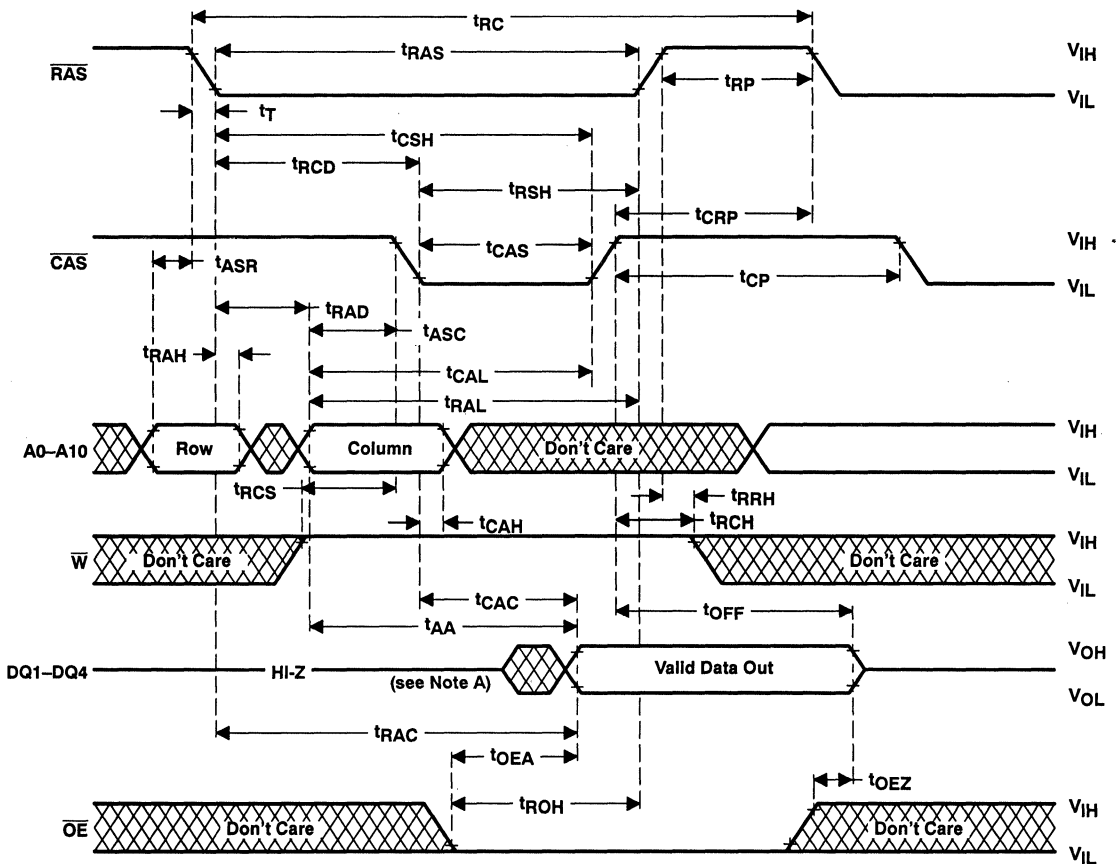 tRC
tRAS
RAS
VIH
VIL
tRP
tT
tCSH
tRCD
tRSH
tCRP
CAS
VIH
VIL
tCAS
tASR
tCP
tRAD
tASC
tRAH
tCAL
tRAL
A0–A10
Row
Column
Don't Care
VIH
VIL
tRCS
tRRH
tCAH
tRCH
W
Don't Care
Don't Care
VIH
VIL
tCAC
tOFF
tAA
DQ1–DQ4
HI-Z
(see Note A)
Valid Data Out
VOH
VOL
tRAC
tOEA
tOEZ
tROH
OE
Don't Care
Don't Care
VIH
VIL